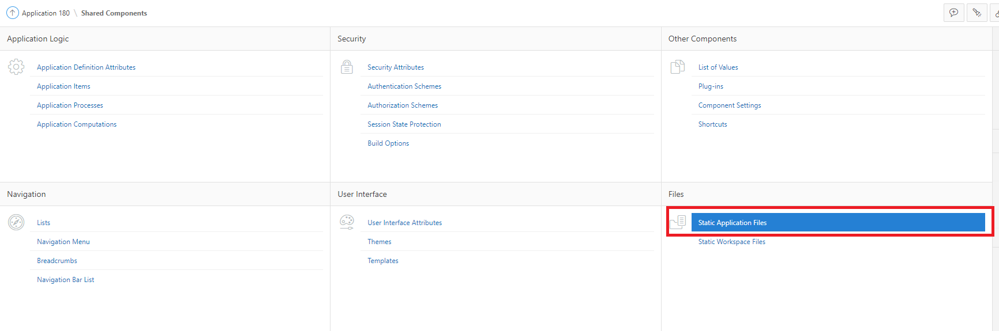 Application 180 \ Shared Components
Application Logic
Application Definition Attributes
Application Items
Application Processes
Application Computations
Security
Security Attributes
Authentication Schemes
Authorization Schemes
Session State Protection
Build Options
Other Components
List of Values
Plug-ins
Component Settings
Shortcuts
Navigation
Lists
Navigation Menu
Breadcrumbs
Navigation Bar List
User Interface
User Interface Attributes
Themes
Templates
Files
Static Application Files
Static Workspace Files